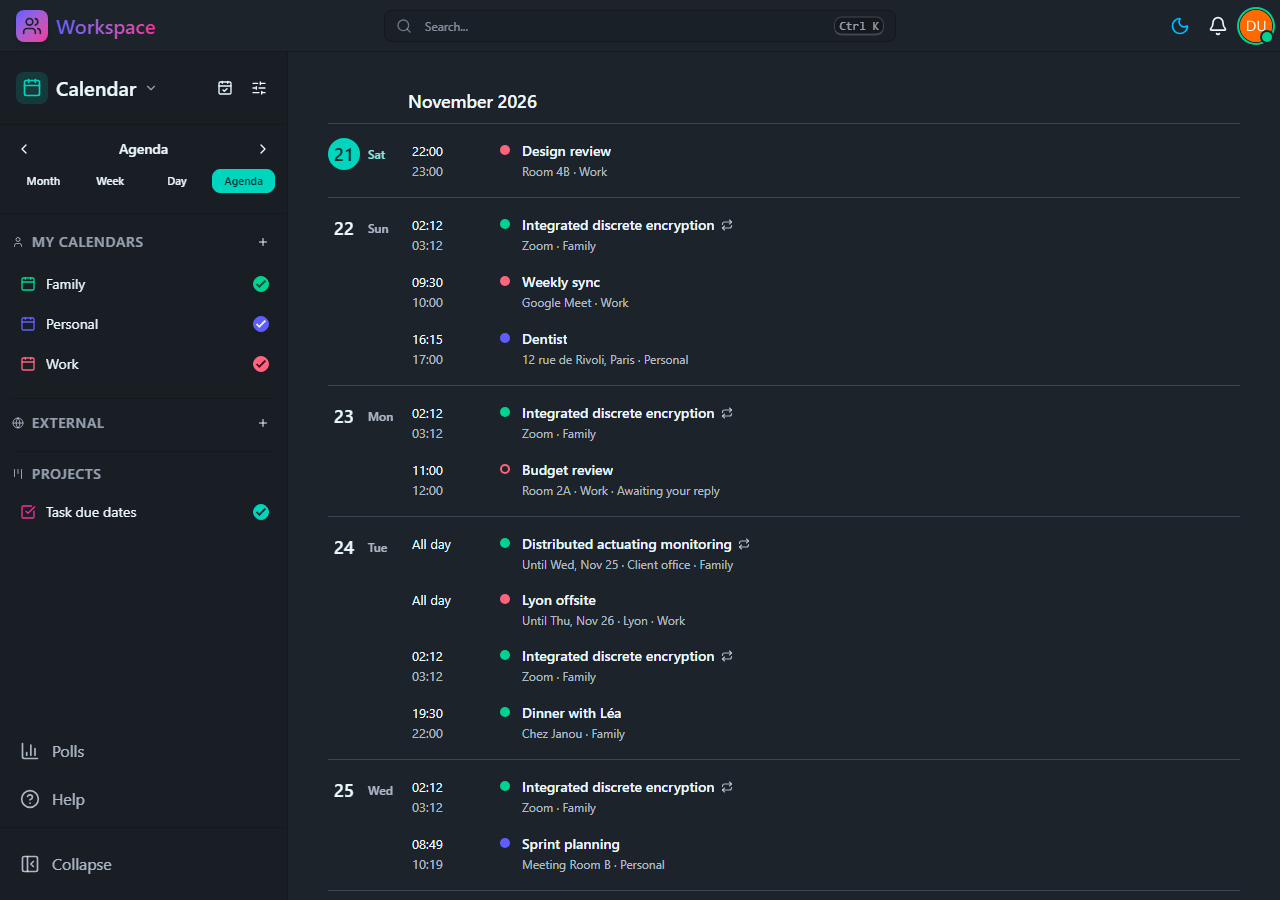 Workspace
Search...
Ctrl K
DU
Calendar
Agenda
Month Week Day Agenda
MY CALENDARS
Family
Personal
Work
EXTERNAL
PROJECTS
Task due dates
Polls
Help
Collapse
November 2026
21 Sat 22:00 Design review
23:00 Room 4B · Work
22 Sun 02:12 Integrated discrete encryption
03:12 Zoom · Family
09:30 Weekly sync
10:00 Google Meet · Work
16:15 Dentist
17:00 12 rue de Rivoli, Paris · Personal
23 Mon 02:12 Integrated discrete encryption
03:12 Zoom · Family
11:00 Budget review
12:00 Room 2A · Work · Awaiting your reply
24 Tue All day Distributed actuating monitoring
Until Wed, Nov 25 · Client office · Family
All day Lyon offsite
Until Thu, Nov 26 · Lyon · Work
02:12 Integrated discrete encryption
03:12 Zoom · Family
19:30 Dinner with Léa
22:00 Chez Janou · Family
25 Wed 02:12 Integrated discrete encryption
03:12 Zoom · Family
08:49 Sprint planning
10:19 Meeting Room B · Personal